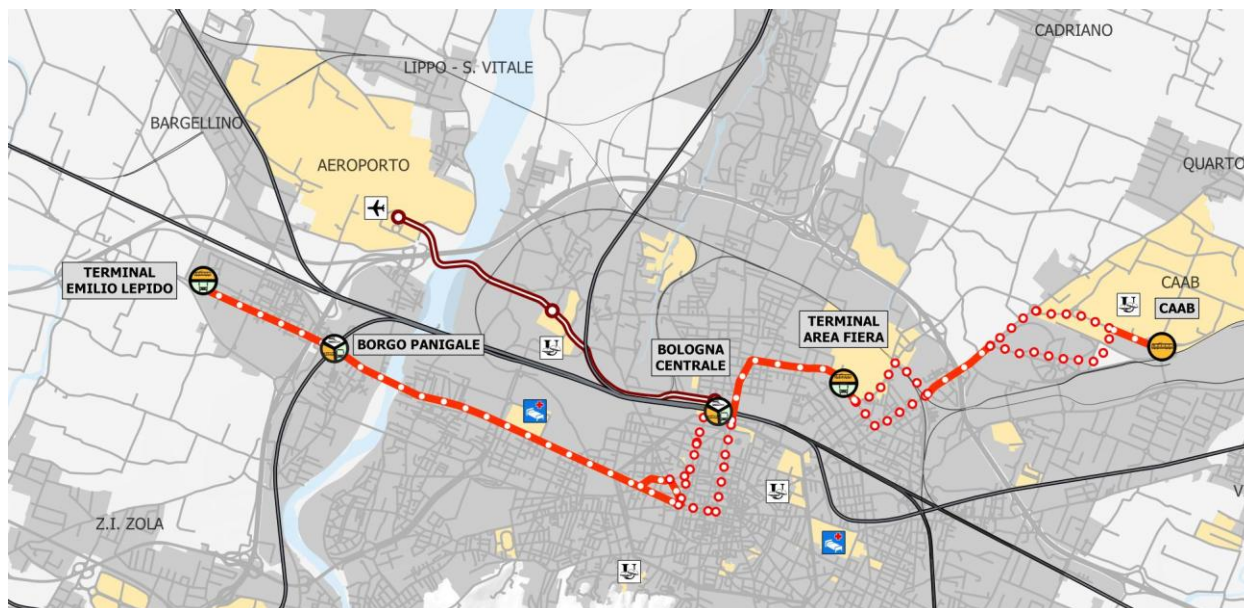 CADRIANO
LIPPO - S. VITALE
BARGELLINO
AEROPORTO
QUARTO
TERMINAL
EMILIO LEPIDO
CAAB
CAAB
TERMINAL
AREA FIERA
BORGO PANIGALE
BOLOGNA
CENTRALE
U
U
U
U
Z.I. ZOLA
V